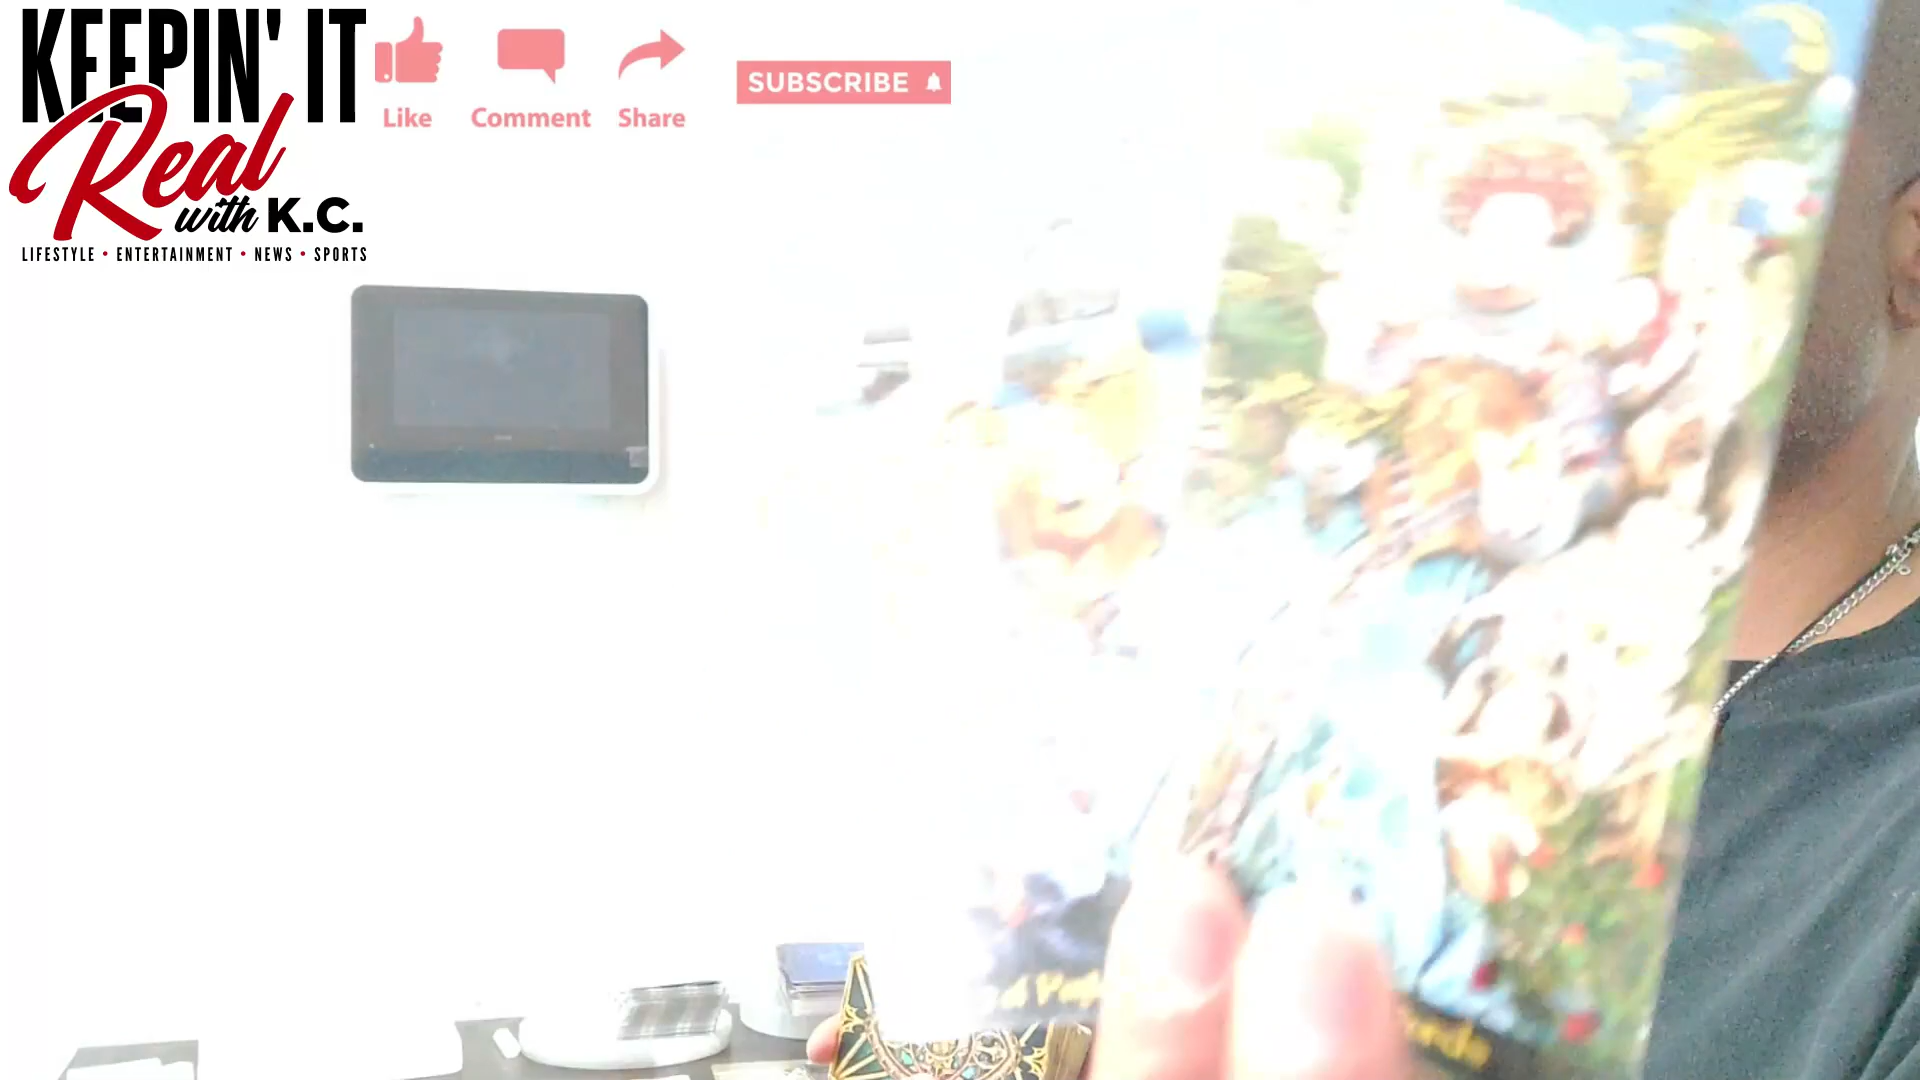 KEEPIN' IT
Real
with K.C.
LIFESTYLE • ENTERTAINMENT • NEWS • SPORTS
Like
Comment
Share
SUBSCRIBE